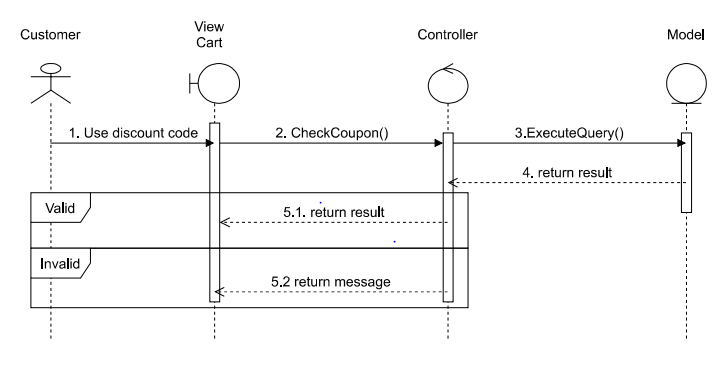 Customer
View
Cart
Controller
Model
1. Use discount code
2. CheckCoupon()
3.ExecuteQuery()
4. return result
Valid
5.1. return result
Invalid
5.2 return message